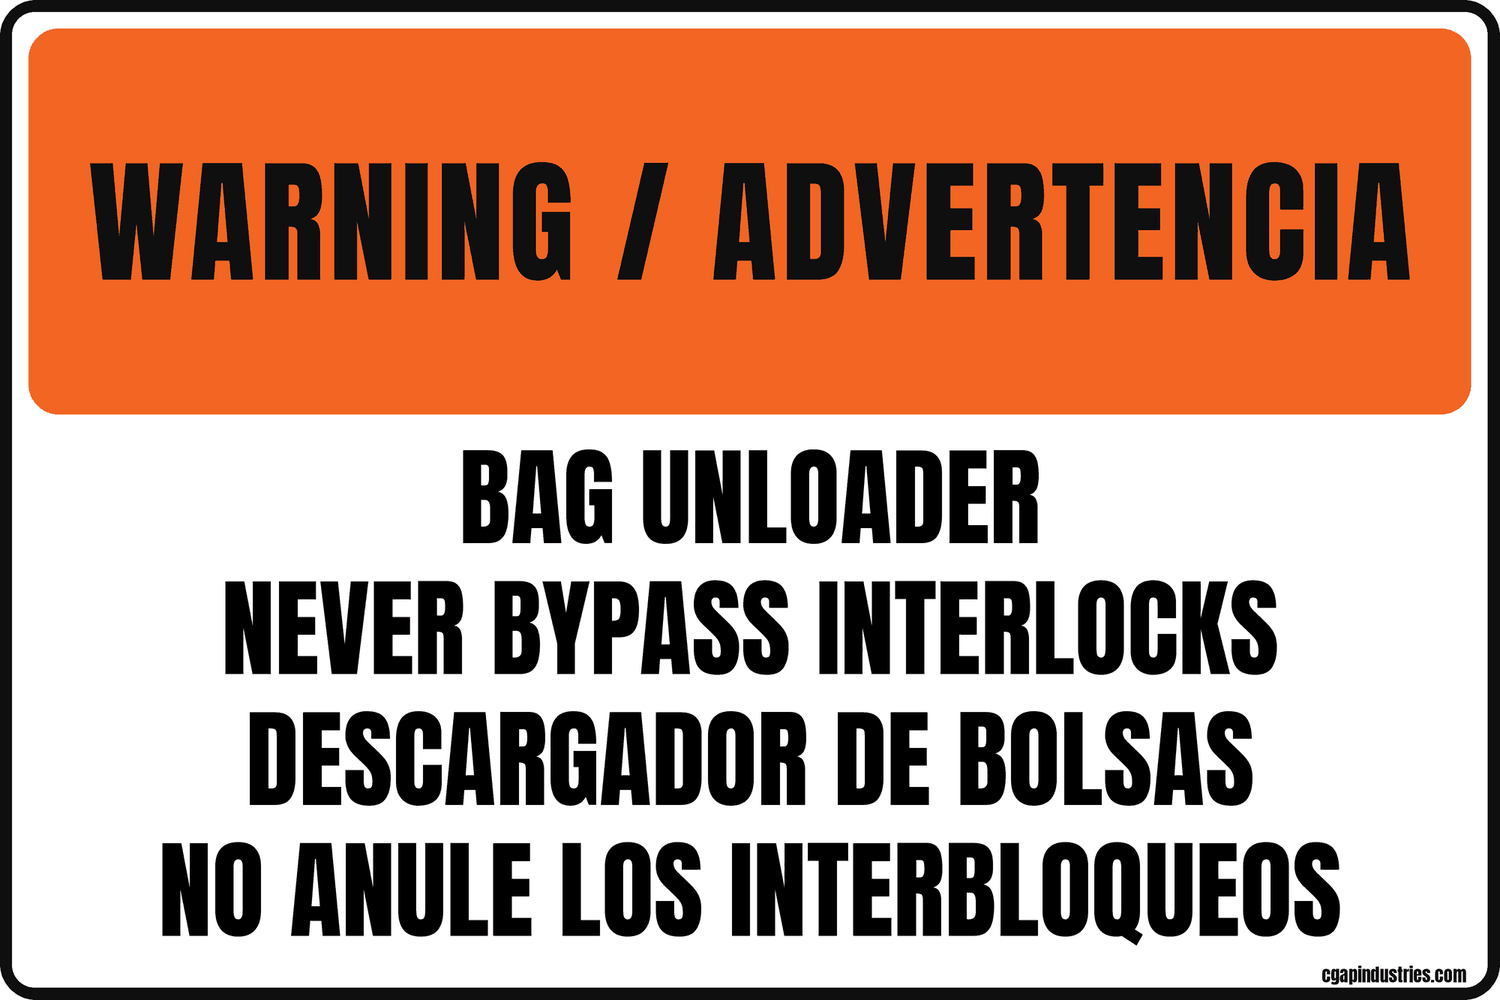 WARNING / ADVERTENCIA
BAG UNLOADER
NEVER BYPASS INTERLOCKS
DESCARGADOR DE BOLSAS
NO ANULE LOS INTERBLOQUEOS
cgapindustries.com